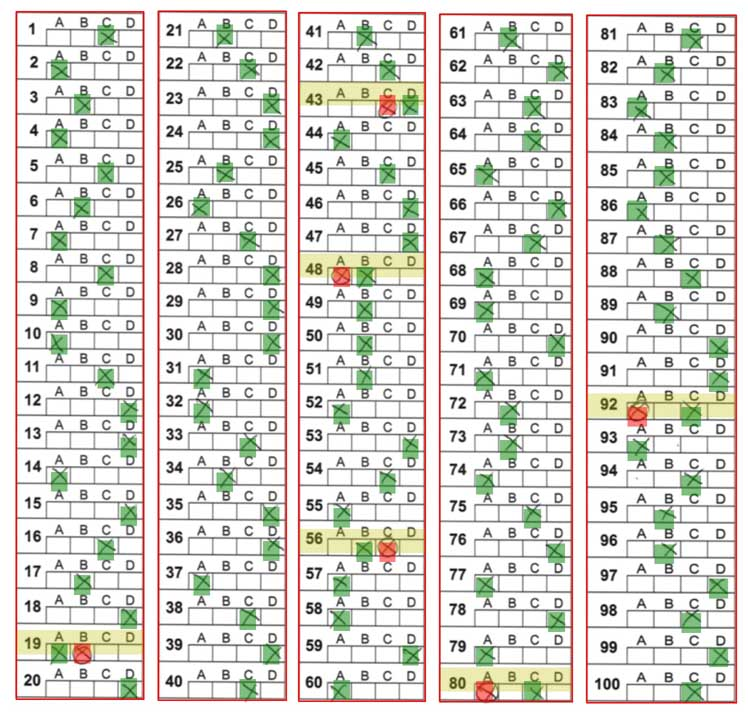 1 A B C D
2 A B C D
3 A B C D
4 A B C D
5 A B C D
6 A B C D
7 A B C D
8 A B C D
9 A B C D
10 A B C D
11 A B C D
12 A B C D
13 A B C D
14 A B C D
15 A B C D
16 A B C D
17 A B C D
18 A B C D
19 A B C D
20 A B C D
21 A B C D
22 A B C D
23 A B C D
24 A B C D
25 A B C D
26 A B C D
27 A B C D
28 A B C D
29 A B C D
30 A B C D
31 A B C D
32 A B C D
33 A B C D
34 A B C D
35 A B C D
36 A B C D
37 A B C D
38 A B C D
39 A B C D
40 A B C D
41 A B C D
42 A B C D
43 A B C D
44 A B C D
45 A B C D
46 A B C D
47 A B C D
48 A B C D
49 A B C D
50 A B C D
51 A B C D
52 A B C D
53 A B C D
54 A B C D
55 A B C D
56 A B C D
57 A B C D
58 A B C D
59 A B C D
60 A B C D
61 A B C D
62 A B C D
63 A B C D
64 A B C D
65 A B C D
66 A B C D
67 A B C D
68 A B C D
69 A B C D
70 A B C D
71 A B C D
72 A B C D
73 A B C D
74 A B C D
75 A B C D
76 A B C D
77 A B C D
78 A B C D
79 A B C D
80 A B C D
81 A B C D
82 A B C D
83 A B C D
84 A B C D
85 A B C D
86 A B C D
87 A B C D
88 A B C D
89 A B C D
90 A B C D
91 A B C D
92 A B C D
93 A B C D
94 A B C D
95 A B C D
96 A B C D
97 A B C D
98 A B C D
99 A B C D
100 A B C D